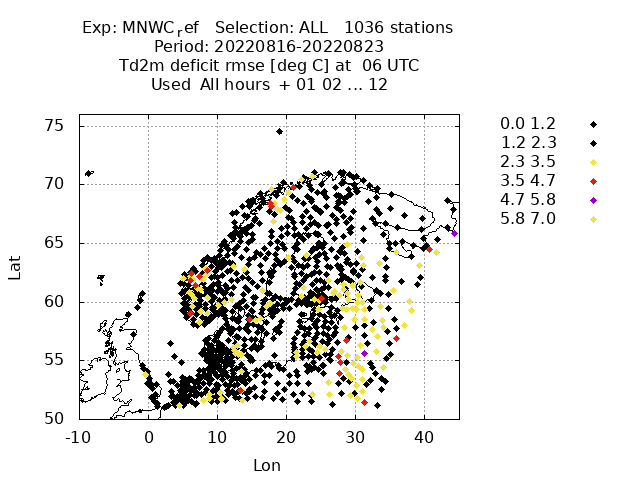 Exp: MNWC_ref Selection: ALL 1036 stations
Period: 20220816-20220823
Td2m deficit rmse [deg C] at 06 UTC
Used All hours + 01 02 ... 12
0.0 1.2
1.2 2.3
2.3 3.5
3.5 4.7
4.7 5.8
5.8 7.0
75
70
65
60
55
50
Lat
-10 0 10 20 30 40
Lon